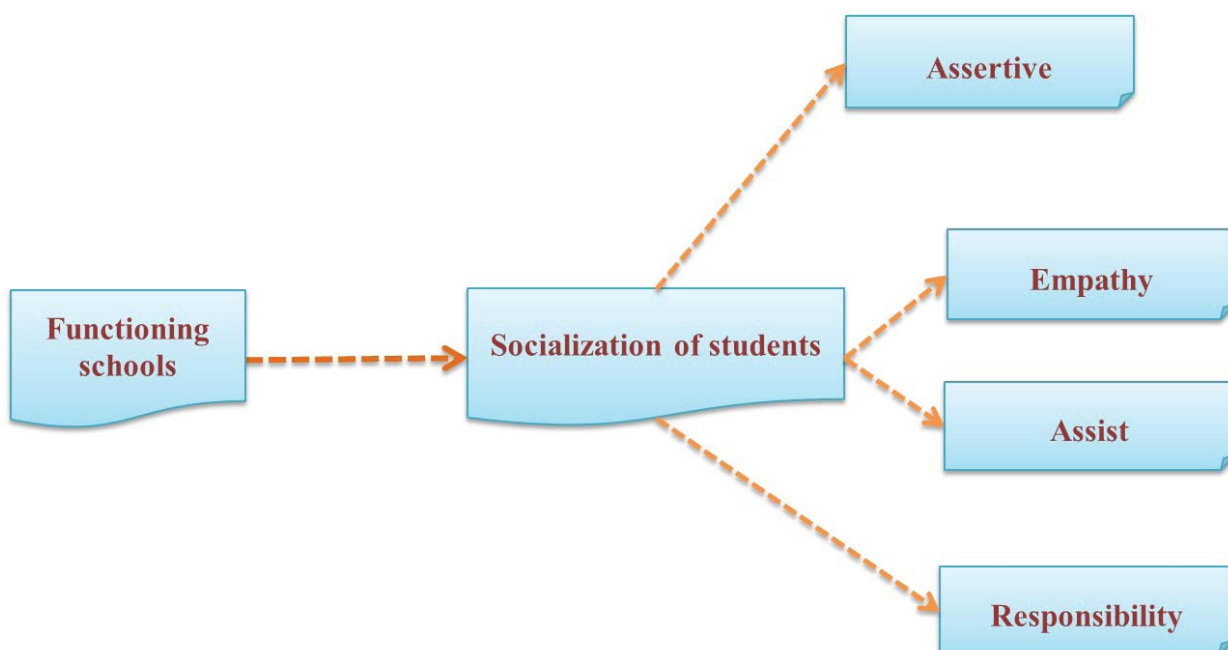 Assertive
Functioning
schools
Socialization of students
Empathy
Assist
Responsibility